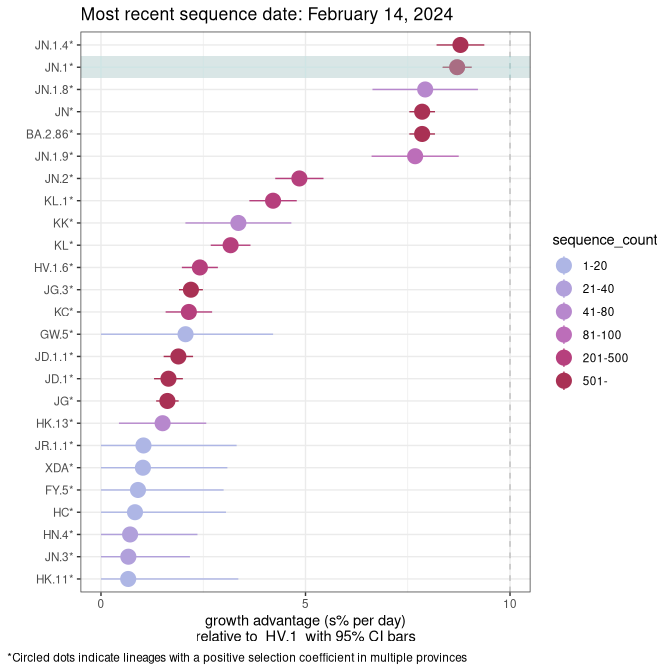 Most recent sequence date: February 14, 2024
JN.1.4*
JN.1*
JN.1.8*
JN*
BA.2.86*
JN.1.9*
JN.2*
KL.1*
KK*
KL*
HV.1.6*
JG.3*
KC*
GW.5*
JD.1.1*
JD.1*
JG*
HK.13*
JR.1.1*
XDA*
FY.5*
HC*
HN.4*
JN.3*
HK.11*
0 5 10
growth advantage (s% per day)
relative to HV.1 with 95% CI bars
sequence_count
1-20
21-40
41-80
81-100
201-500
501-
*Circled dots indicate lineages with a positive selection coefficient in multiple provinces